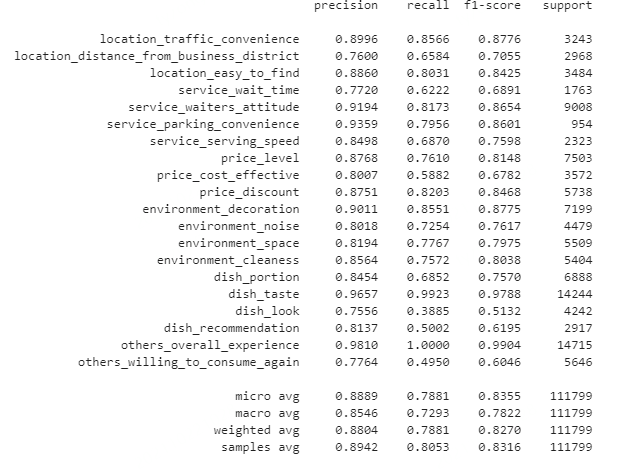 precision recall f1-score support
location_traffic_convenience 0.8996 0.8566 0.8776 3243
location_distance_from_business_district 0.7600 0.6584 0.7055 2968
location_easy_to_find 0.8860 0.8031 0.8425 3484
service_wait_time 0.7720 0.6222 0.6891 1763
service_waiters_attitude 0.9194 0.8173 0.8654 9008
service_parking_convenience 0.9359 0.7956 0.8601 954
service_serving_speed 0.8498 0.6870 0.7598 2323
price_level 0.8768 0.7610 0.8148 7503
price_cost_effective 0.8007 0.5882 0.6782 3572
price_discount 0.8751 0.8203 0.8468 5738
environment_decoration 0.9011 0.8551 0.8775 7199
environment_noise 0.8018 0.7254 0.7617 4479
environment_space 0.8194 0.7767 0.7975 5509
environment_cleaness 0.8564 0.7572 0.8038 5404
dish_portion 0.8454 0.6852 0.7570 6888
dish_taste 0.9657 0.9923 0.9788 14244
dish_look 0.7556 0.3885 0.5132 4242
dish_recommendation 0.8137 0.5002 0.6195 2917
others_overall_experience 0.9810 1.0000 0.9904 14715
others_willing_to_consume_again 0.7764 0.4950 0.6046 5646
micro avg 0.8889 0.7881 0.8355 111799
macro avg 0.8546 0.7293 0.7822 111799
weighted avg 0.8804 0.7881 0.8270 111799
samples avg 0.8942 0.8053 0.8316 111799